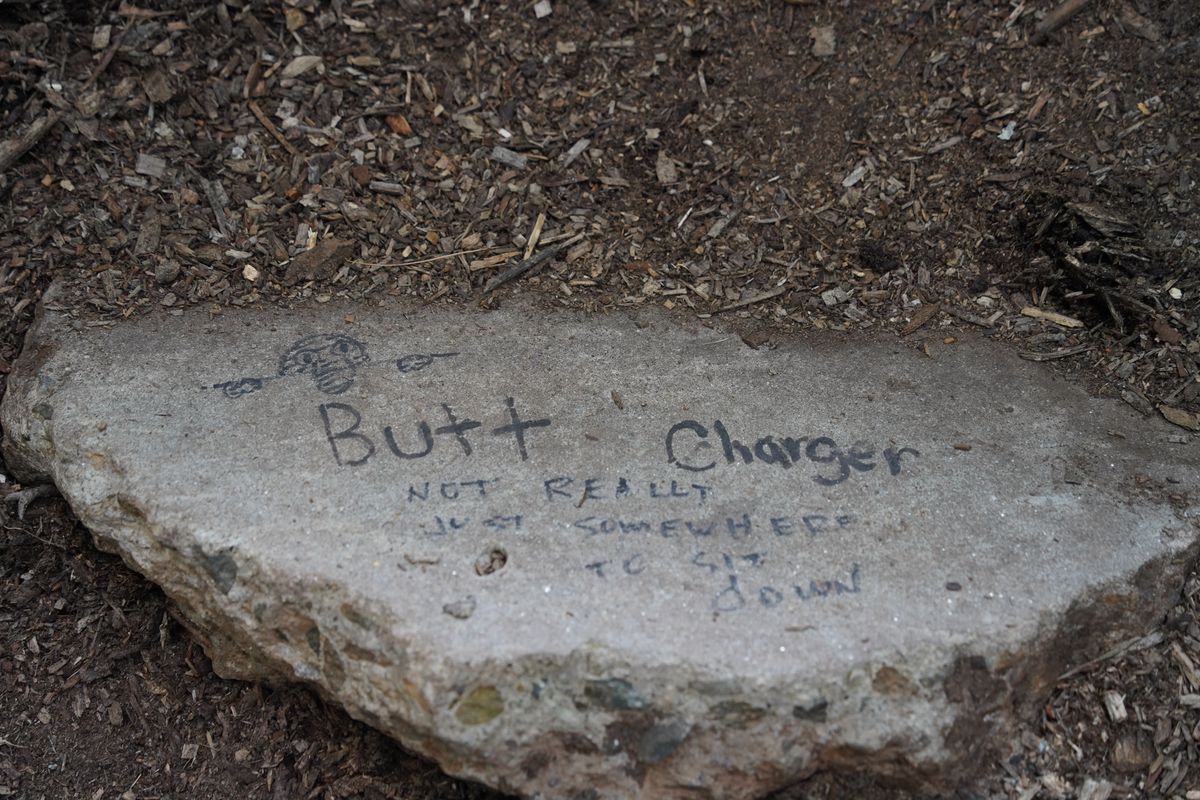 Butt Charger
NOT REALLY
JUST SOMEWHERE
TO SIT
DOWN